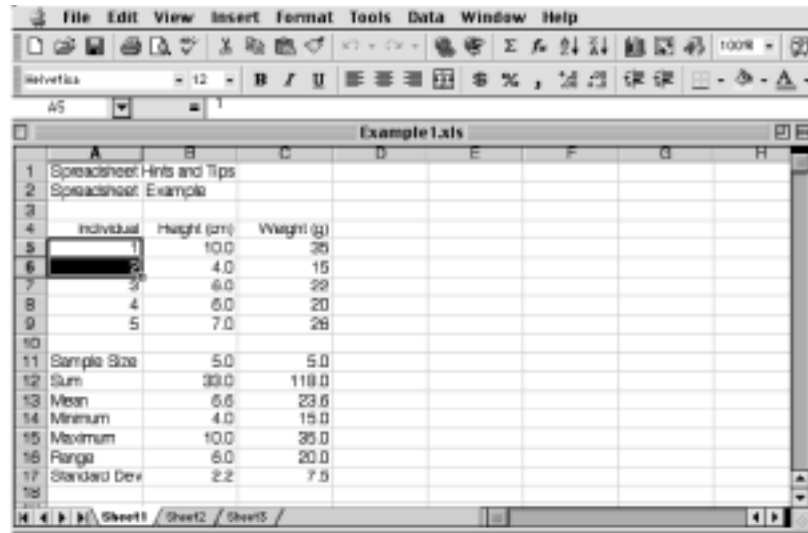 File Edit View Insert Format Tools Data Window Help
100%
Helvetica 12 B I U $ % ,
A5 = 1
Example1.xls
A B C D E F G H
1 Spreadsheet Hints and Tips
2 Spreadsheet Example
3
4 Individual Height (cm) Weight (g)
5 1 10.0 35
6 2 4.0 15
7 3 6.0 22
8 4 6.0 20
9 5 7.0 26
10
11 Sample Size 5.0 5.0
12 Sum 33.0 118.0
13 Mean 6.6 23.6
14 Minimum 4.0 15.0
15 Maximum 10.0 35.0
16 Range 6.0 20.0
17 Standard Dev 2.2 7.5
18
Sheet1 Sheet2 Sheet3